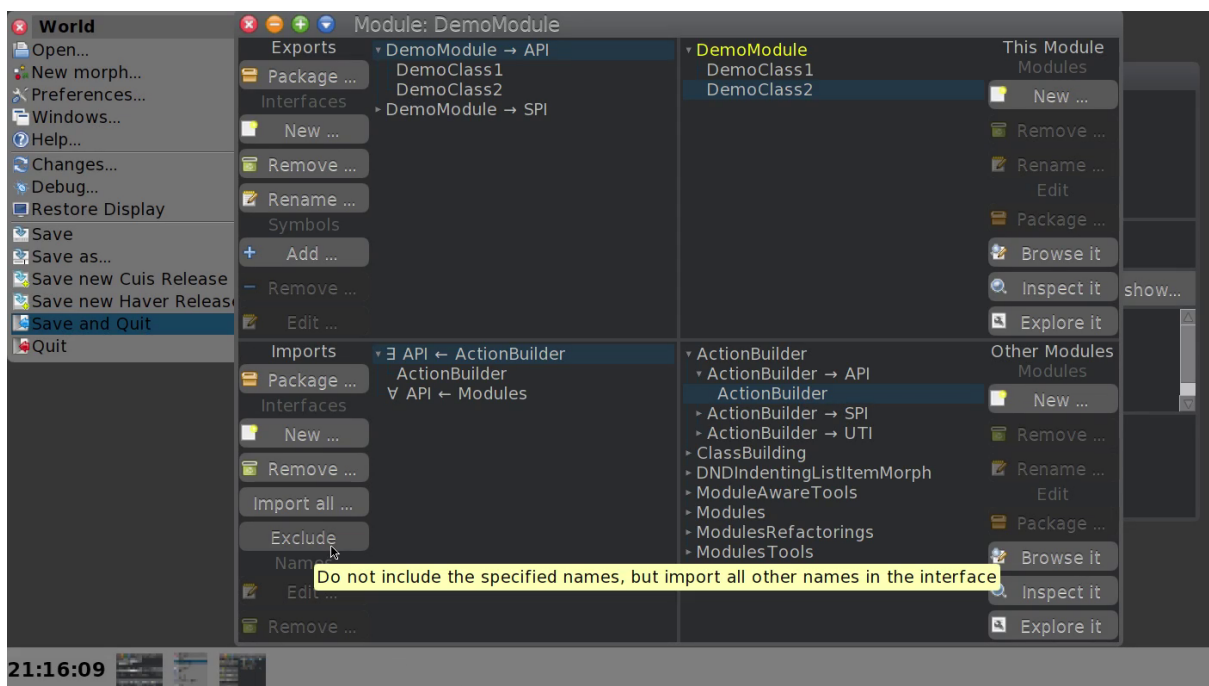 World
Open...
New morph...
Preferences...
Windows...
Help...
Changes...
Debug...
Restore Display
Save
Save as...
Save new Cuis Release
Save new Haver Releas
Save and Quit
Quit
Module: DemoModule
Exports
Package ...
Interfaces
New ...
Remove ...
Rename ...
Symbols
Add ...
Remove ...
Edit ...
DemoModule → API
DemoClass1
DemoClass2
DemoModule → SPI
DemoModule
DemoClass1
DemoClass2
This Module
Modules
New ...
Remove ...
Rename ...
Edit
Package ...
Browse it
Inspect it
Explore it
show...
Imports
Package ...
Interfaces
New ...
Remove ...
Import all ...
Exclude
Name
Edit ...
Remove ...
∃ API ← ActionBuilder
ActionBuilder
∀ API ← Modules
ActionBuilder
ActionBuilder → API
ActionBuilder
ActionBuilder → SPI
ActionBuilder → UTI
ClassBuilding
DNDIndentingListItemMorph
ModuleAwareTools
Modules
ModulesRefactorings
ModulesTools
Other Modules
Modules
New ...
Remove ...
Rename ...
Edit
Package ...
Browse it
Inspect it
Explore it
Do not include the specified names, but import all other names in the interface
21:16:09